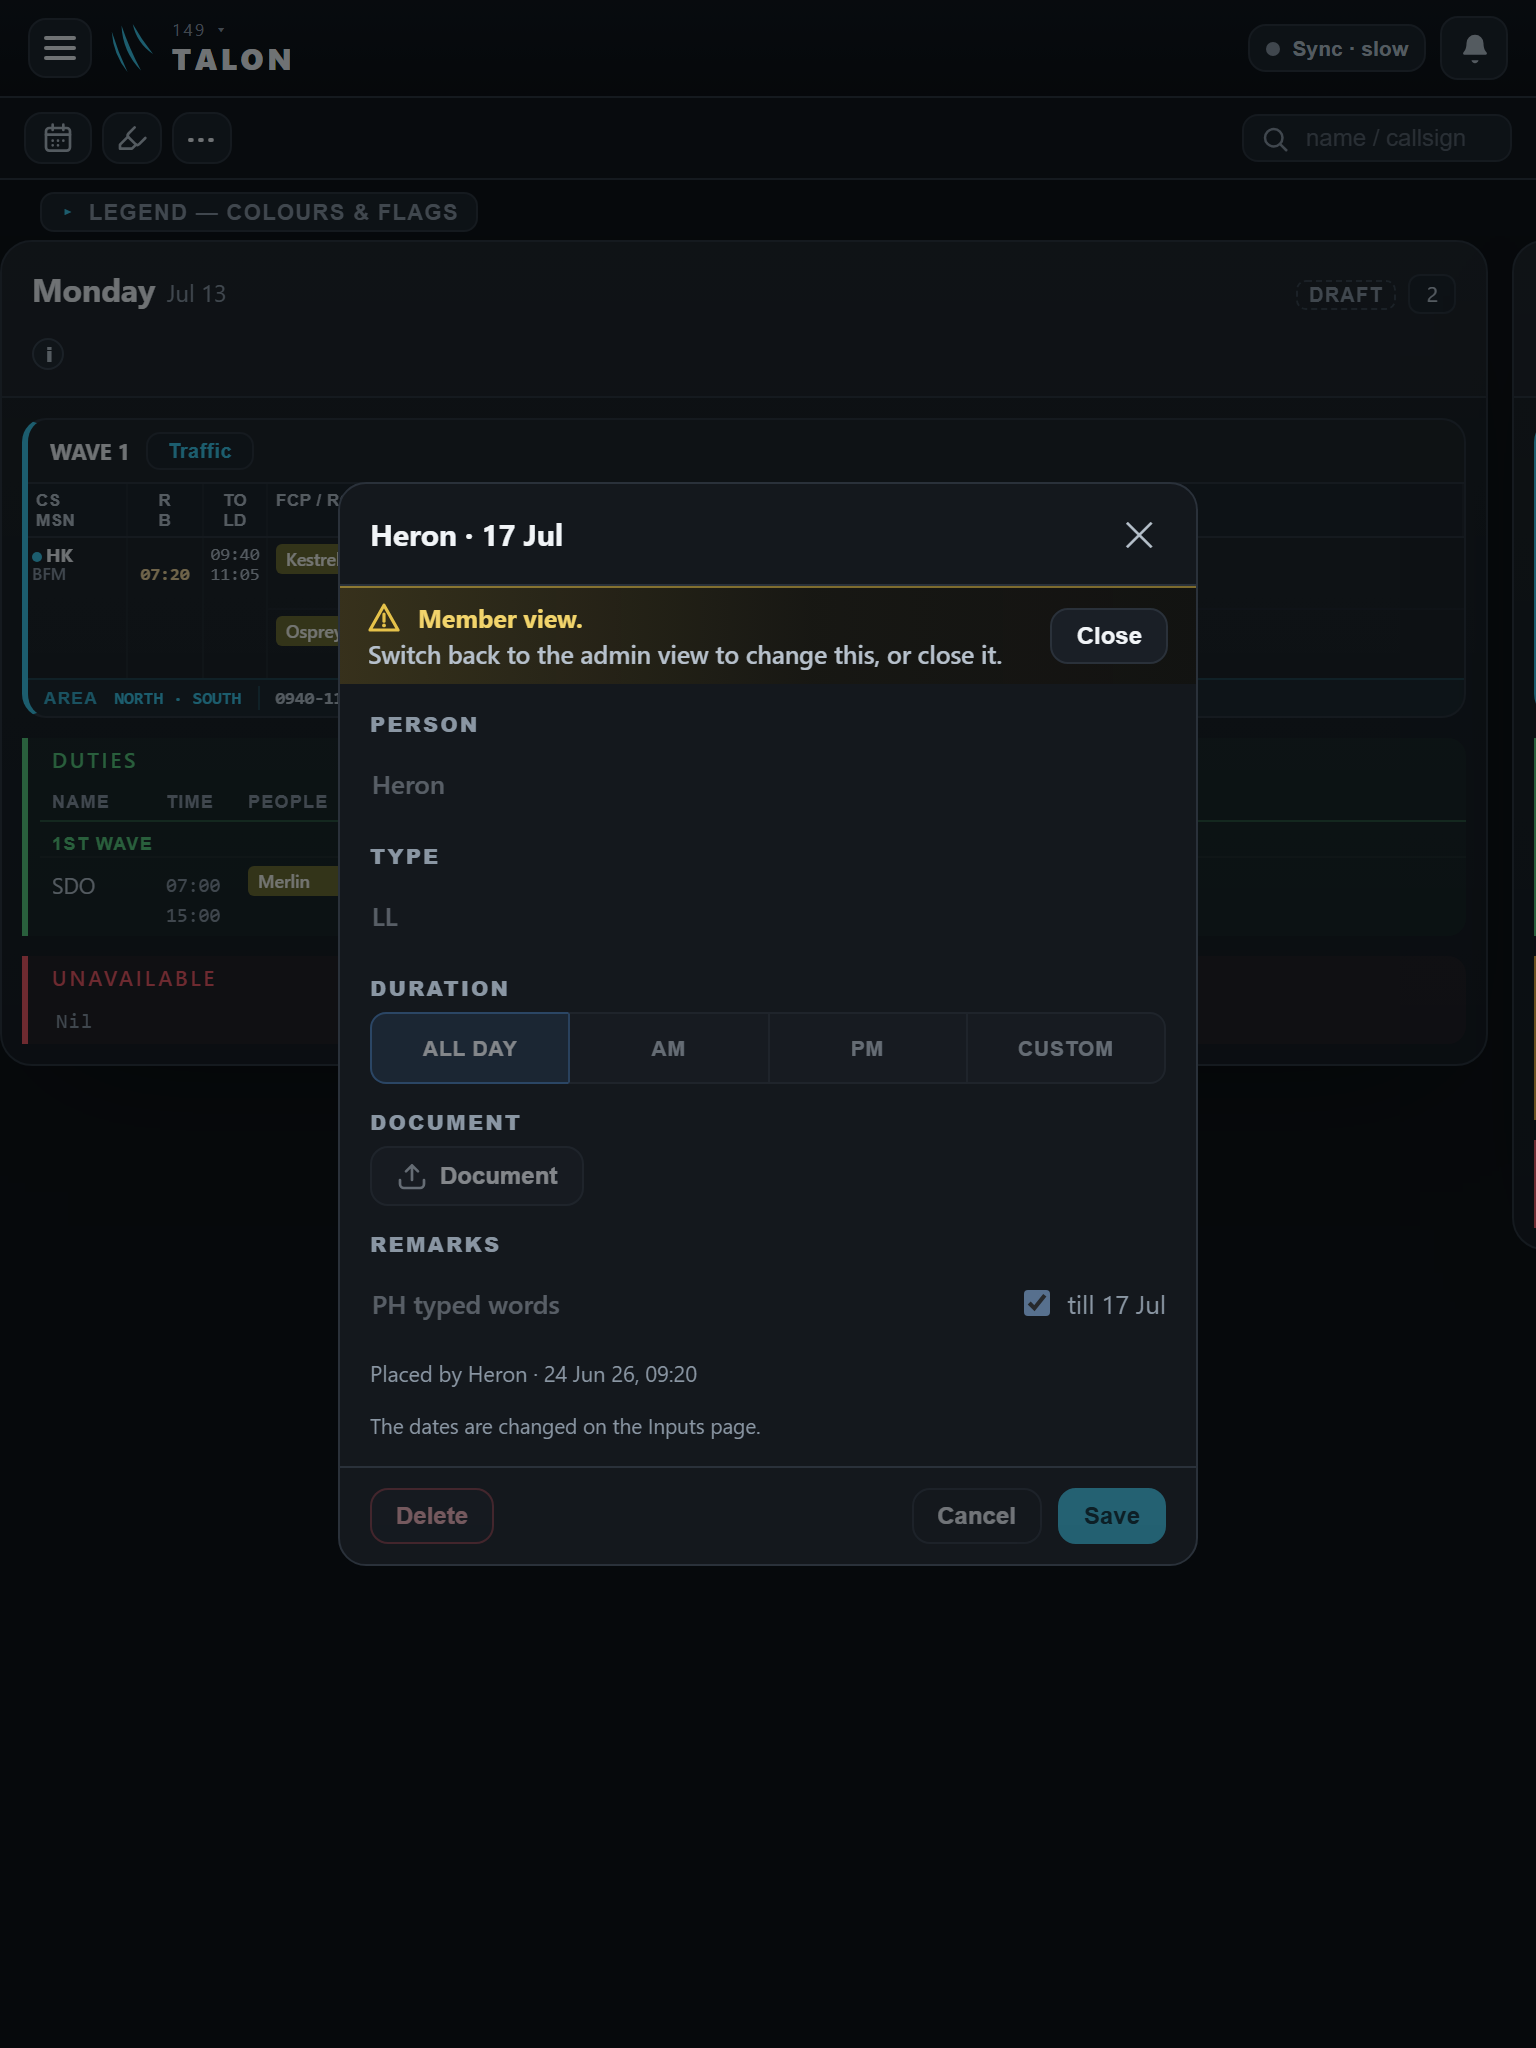 149
TALON
Sync · slow
name / callsign
LEGEND — COLOURS & FLAGS
Monday Jul 13
DRAFT 2
i
WAVE 1 Traffic
CS R TO FCP / R
MSN B LD
HK 09:40 Kestrel
BFM 07:20 11:05
Osprey
AREA NORTH · SOUTH 0940-11
DUTIES
NAME TIME PEOPLE
1ST WAVE
SDO 07:00 Merlin
15:00
UNAVAILABLE
Nil
Heron · 17 Jul
Member view.
Switch back to the admin view to change this, or close it.
Close
PERSON
Heron
TYPE
LL
DURATION
ALL DAY AM PM CUSTOM
DOCUMENT
Document
REMARKS
PH typed words till 17 Jul
Placed by Heron · 24 Jun 26, 09:20
The dates are changed on the Inputs page.
Delete Cancel Save